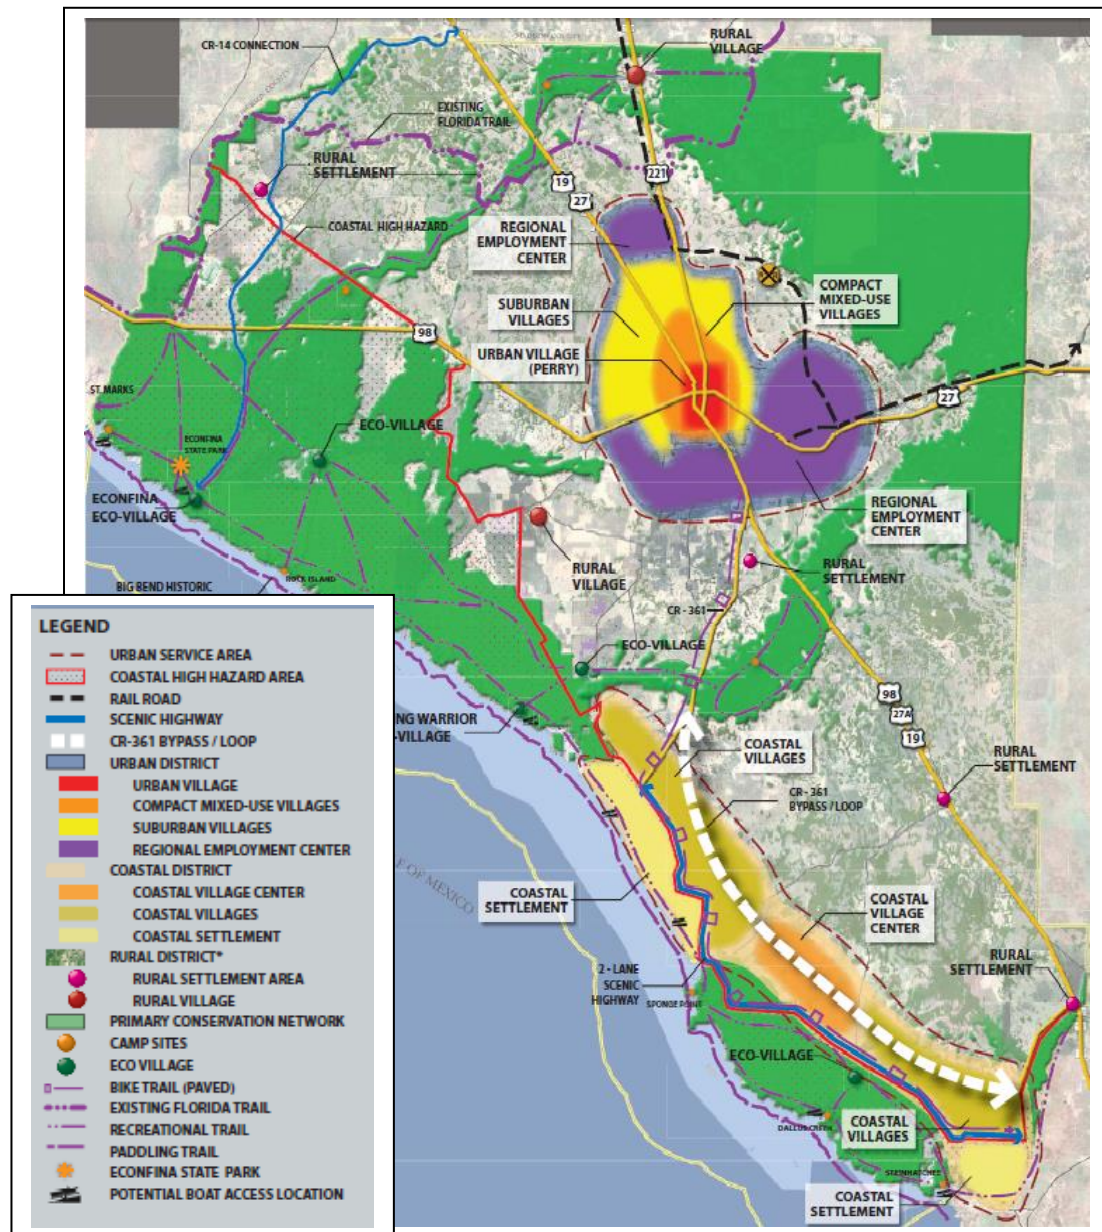 RURAL
VILLAGE
CR-14 CONNECTION
EXISTING
FLORIDA TRAIL
RURAL
SETTLEMENT
221
19
27
COASTAL HIGH HAZARD
REGIONAL
EMPLOYMENT
CENTER
COMPACT
MIXED-USE
VILLAGES
SUBURBAN
VILLAGES
98
URBAN VILLAGE
(PERRY)
27
ST. MARKS
ECO-VILLAGE
ECONFINA
STATE PARK
ECONFINA
ECO-VILLAGE
REGIONAL
EMPLOYMENT
CENTER
RURAL
VILLAGE
RURAL
SETTLEMENT
ROCK ISLAND
BIG BEND HISTORIC
CR - 361
ECO-VILLAGE
98
27A
19
NG WARRIOR
-VILLAGE
COASTAL
VILLAGES
RURAL
SETTLEMENT
CR - 361
BYPASS / LOOP
E OF MEXICO
COASTAL
SETTLEMENT
COASTAL
VILLAGE
CENTER
RURAL
SETTLEMENT
2 - LANE
SCENIC
HIGHWAY
SPONGE POINT
ECO-VILLAGE
DALLUS CREEK
COASTAL
VILLAGES
STEINHATCHEE
COASTAL
SETTLEMENT
LEGEND
URBAN SERVICE AREA
COASTAL HIGH HAZARD AREA
RAIL ROAD
SCENIC HIGHWAY
CR-361 BYPASS / LOOP
URBAN DISTRICT
URBAN VILLAGE
COMPACT MIXED-USE VILLAGES
SUBURBAN VILLAGES
REGIONAL EMPLOYMENT CENTER
COASTAL DISTRICT
COASTAL VILLAGE CENTER
COASTAL VILLAGES
COASTAL SETTLEMENT
RURAL DISTRICT*
RURAL SETTLEMENT AREA
RURAL VILLAGE
PRIMARY CONSERVATION NETWORK
CAMP SITES
ECO VILLAGE
BIKE TRAIL (PAVED)
EXISTING FLORIDA TRAIL
RECREATIONAL TRAIL
PADDLING TRAIL
ECONFINA STATE PARK
POTENTIAL BOAT ACCESS LOCATION